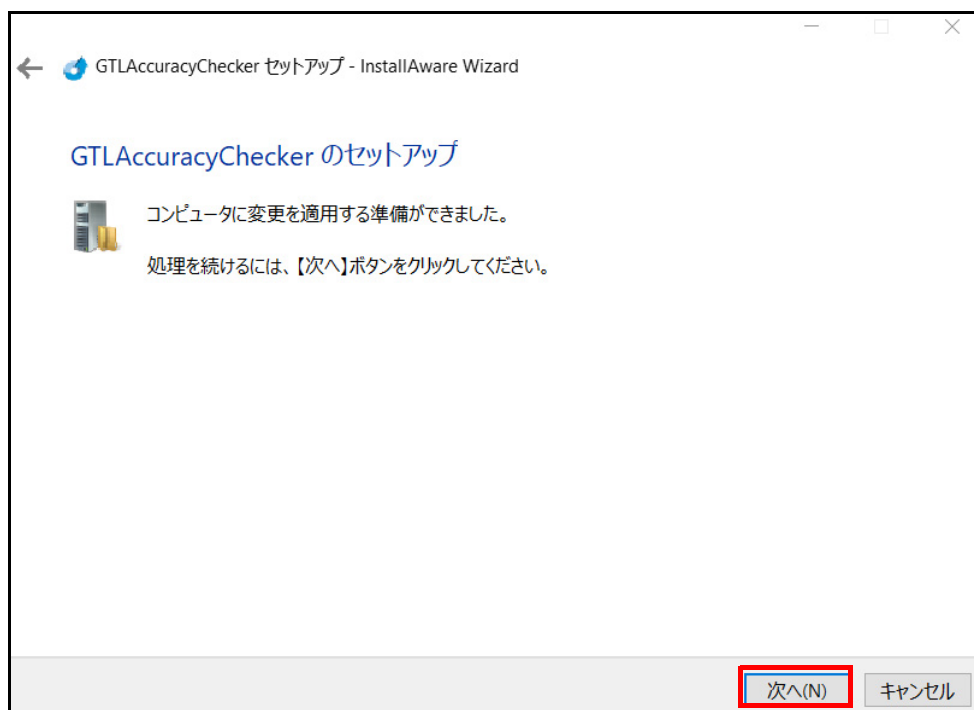 GTLAccuracyChecker セットアップ - InstallAware Wizard
GTLAccuracyChecker のセットアップ
コンピュータに変更を適用する準備ができました。
処理を続けるには、【次へ】ボタンをクリックしてください。
次へ(N)
キャンセル